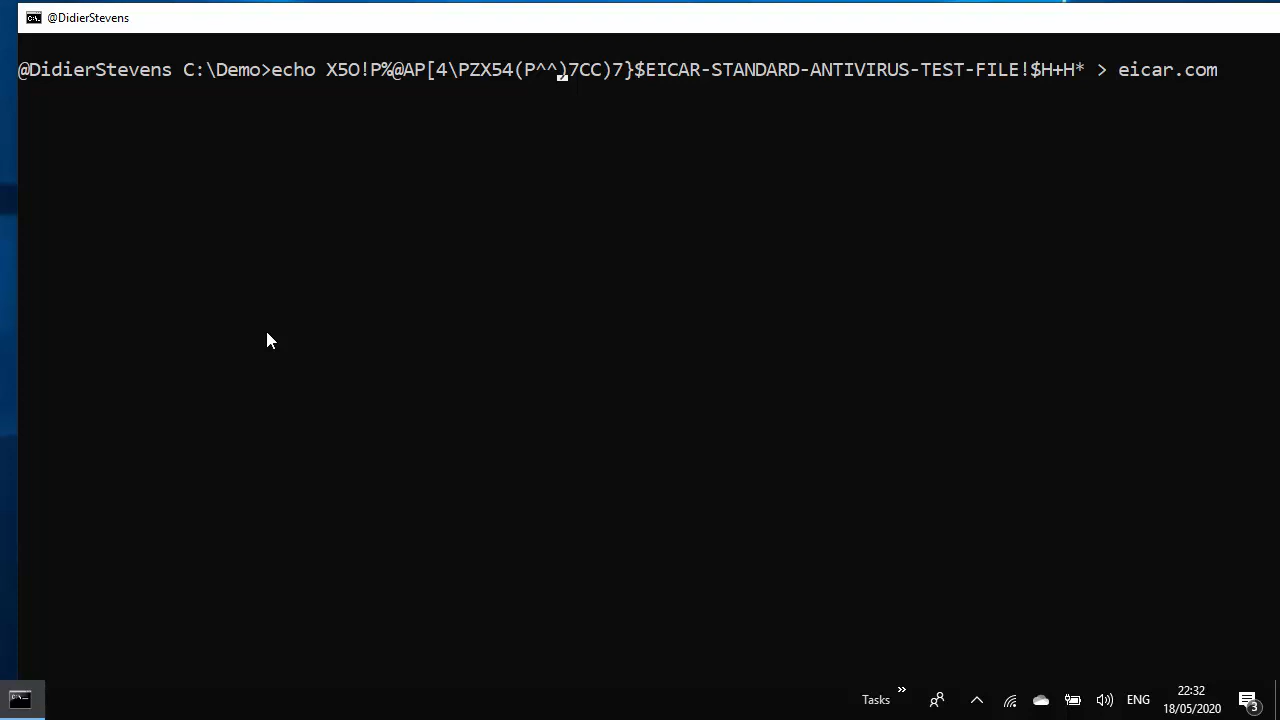 @DidierStevens
@DidierStevens C:\Demo>echo X5O!P%@AP[4\PZX54(P^^)7CC)7}$EICAR-STANDARD-ANTIVIRUS-TEST-FILE!$H+H* > eicar.com
Tasks » ENG 22:32
18/05/2020 3